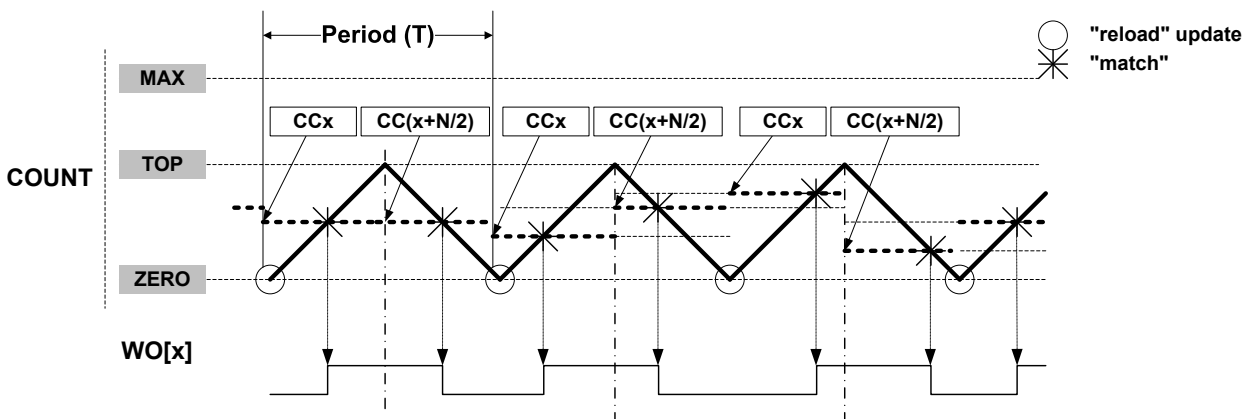 Period (T)
"reload" update
"match"
MAX
CCx
CC(x+N/2)
CCx
CC(x+N/2)
CCx
CC(x+N/2)
COUNT
TOP
ZERO
WO[x]